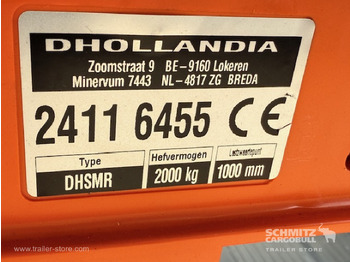 DHOLLANDIA
Zoomstraat 9 BE-9160 Lokeren
Minervum 7443 NL-4817 ZG BREDA
2411 6455 CE
Type Hefvermogen
DHSMR 2000 kg 1000 mm
SCHMITZ
CARGOBULL
TRAILER STORE
www.trailer-store.com